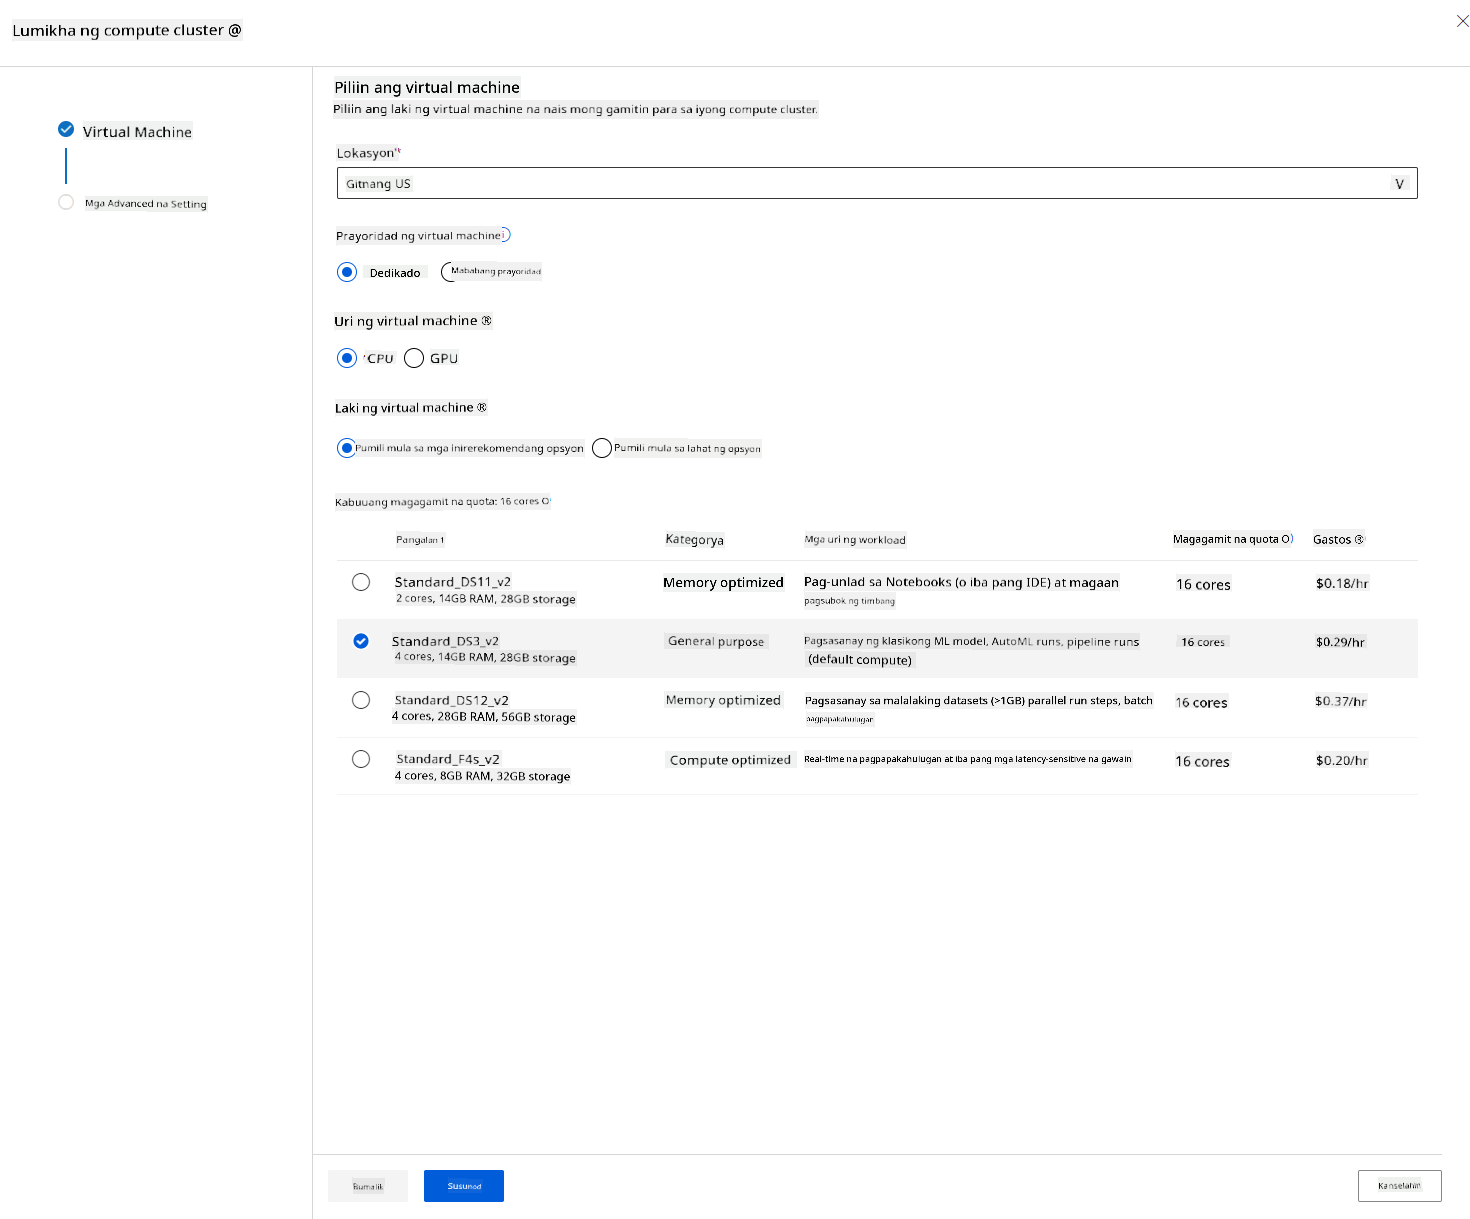 Lumikha ng compute cluster @
Virtual Machine
Mga Advanced na Setting
Piliin ang virtual machine
Piliin ang laki ng virtual machine na nais mong gamitin para sa iyong compute cluster.
Lokasyon**
Gitnang US V
Prayoridad ng virtual machine i
Dedikado Mababang prayoridad
Uri ng virtual machine ®
'CPU GPU
Laki ng virtual machine ®
Pumili mula sa mga inirerekomendang opsyon Pumili mula sa lahat ng opsyon
Kabuuang magagamit na quota: 16 cores O
Pangalan ↑ Kategorya Mga uri ng workload Magagamit na quota O Gastos ®
Standard_DS11_v2 Memory optimized Pag-unlad sa Notebooks (o iba pang IDE) at magaan 16 cores $0.18/hr
2 cores, 14GB RAM, 28GB storage pagsubok ng timbang
Standard_DS3_v2 General purpose Pagsasanay ng klasikong ML model, AutoML runs, pipeline runs 16 cores $0.29/hr
4 cores, 14GB RAM, 28GB storage (default compute)
Standard_DS12_v2 Memory optimized Pagsasanay sa malalaking datasets (>1GB) parallel run steps, batch 16 cores $0.37/hr
4 cores, 28GB RAM, 56GB storage pagpapakahulugan
Standard_F4s_v2 Compute optimized Real-time na pagpapakahulugan at iba pang mga latency-sensitive na gawain 16 cores $0.20/hr
4 cores, 8GB RAM, 32GB storage
Bumalik Susunod Kanselahin